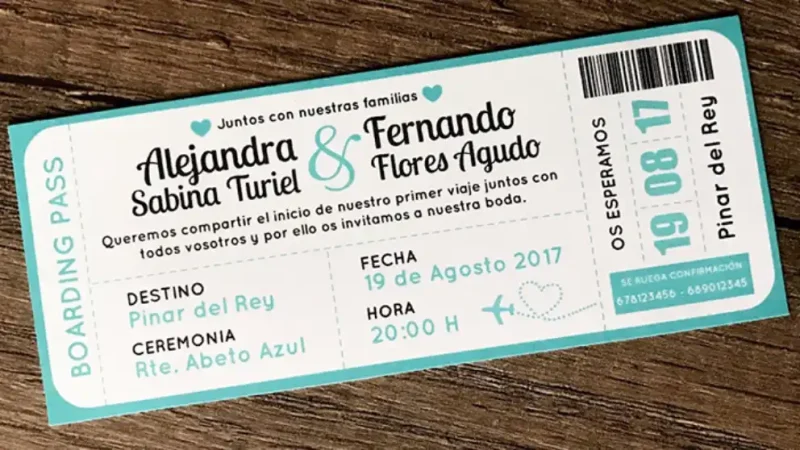 BOARDING PASS
Juntos con nuestras familias
Alejandra
Sabina Turiel
&
Fernando
Flores Agudo
Queremos compartir el inicio de nuestro primer viaje juntos con
todos vosotros y por ello os invitamos a nuestra boda.
DESTINO
Pinar del Rey
CEREMONIA
Rte. Abeto Azul
FECHA
19 de Agosto 2017
HORA
20:00 H
OS ESPERAMOS
19 08 17
Pinar del Rey
SE RUEGA CONFIRMACIÓN
678123456 - 689012345